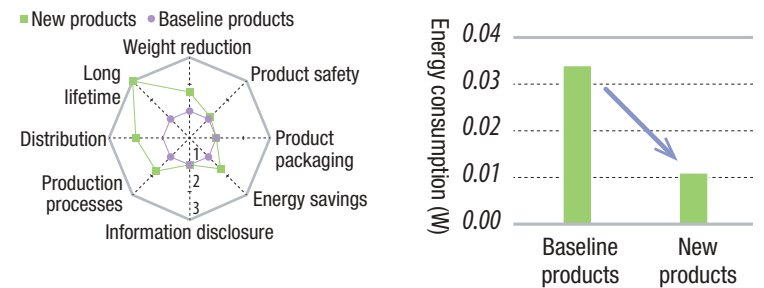 New products Baseline products
Weight reduction
Long
lifetime
Product safety
Distribution
Product
packaging
Production
processes
Energy savings
Information disclosure
1
2
3
Energy consumption (W)
0.04
0.03
0.02
0.01
0.00
Baseline
products
New
products